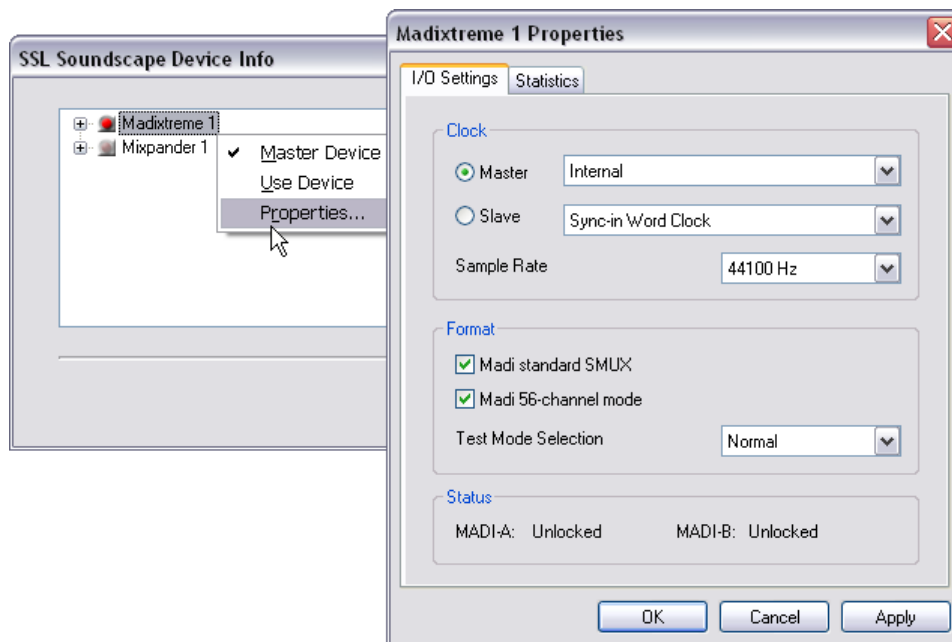 SSL Soundscape Device Info
Madixtreme 1
Mixpander 1
Master Device
Use Device
Properties...
Madixtreme 1 Properties
I/O Settings
Statistics
Clock
Master
Internal
Slave
Sync-in Word Clock
Sample Rate
44100 Hz
Format
Madi standard SMUX
Madi 56-channel mode
Test Mode Selection
Normal
Status
MADI-A: Unlocked
MADI-B: Unlocked
OK
Cancel
Apply